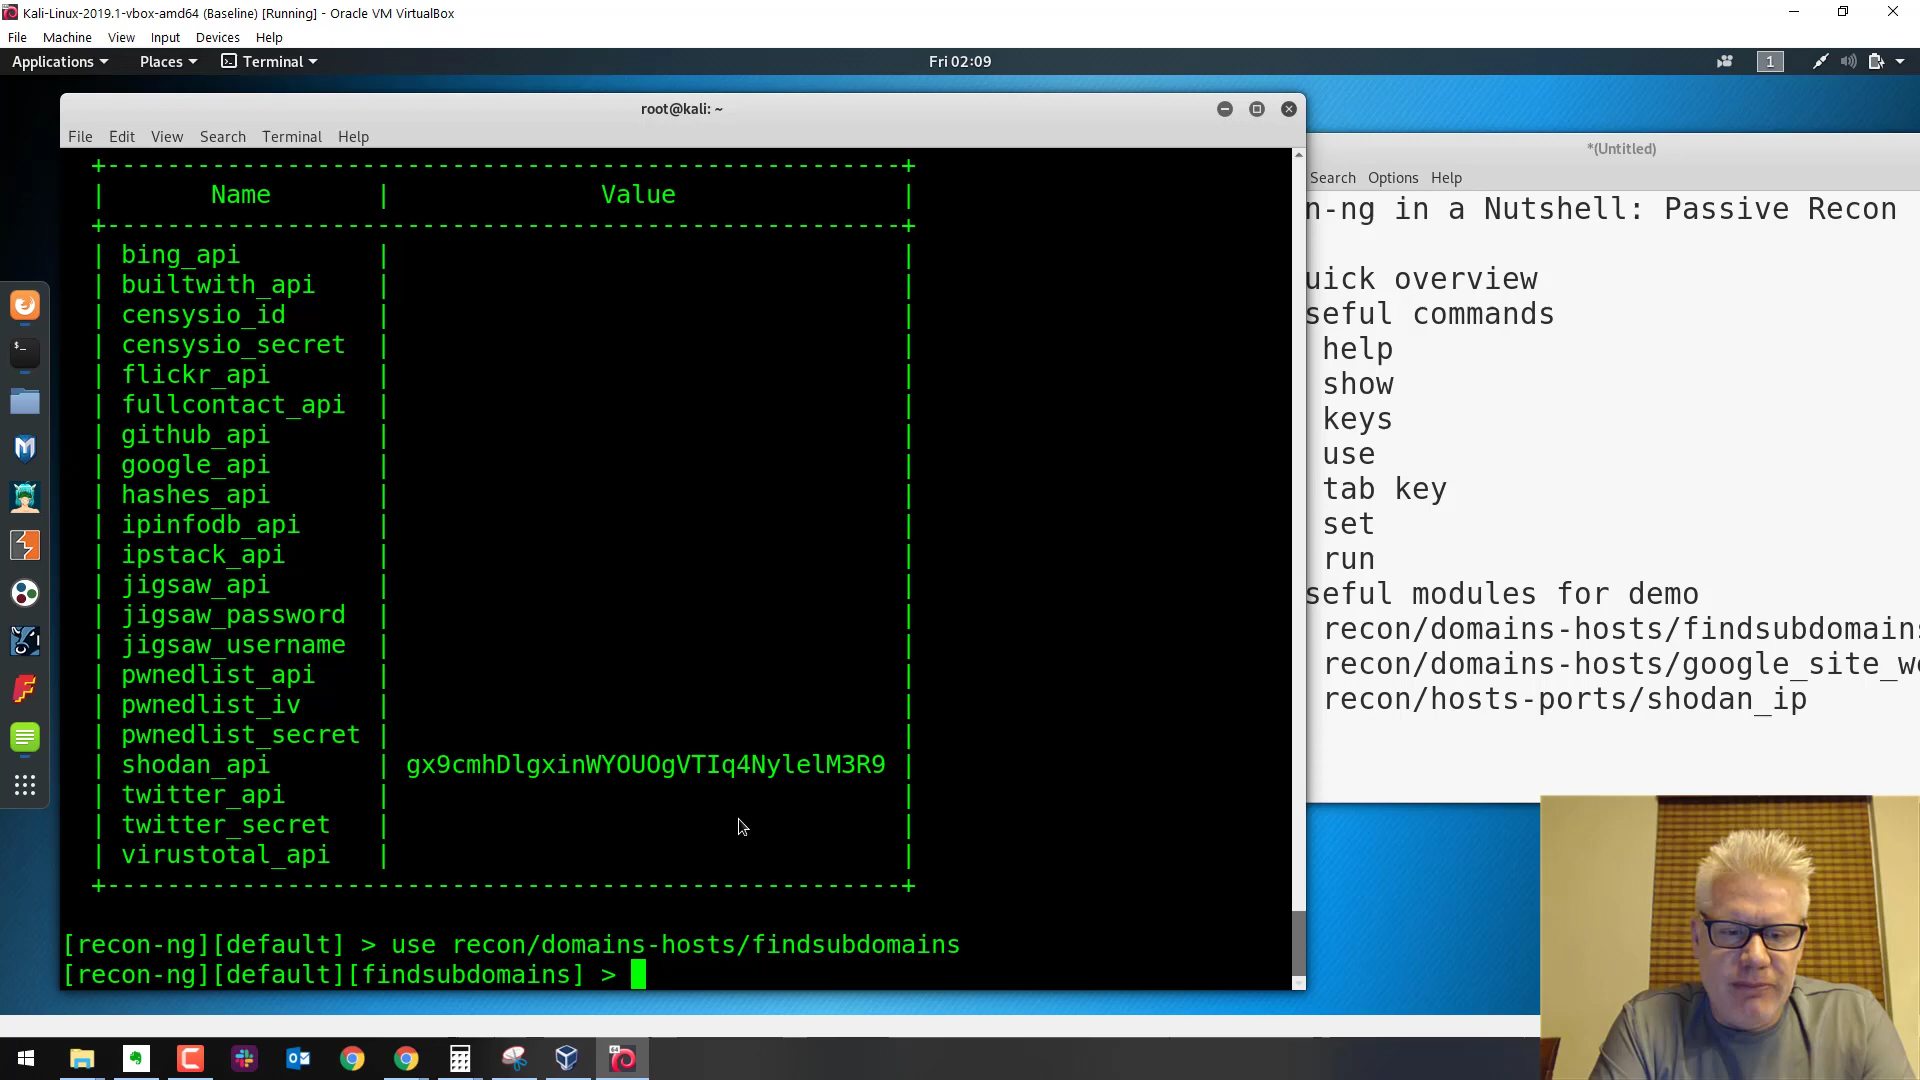 Kali-Linux-2019.1-vbox-amd64 (Baseline) [Running] - Oracle VM VirtualBox
File Machine View Input Devices Help
Applications Places Terminal Fri 02:09 1
root@kali: ~
File Edit View Search Terminal Help
+-----------------------------------------------------+
| Name | Value |
+-----------------------------------------------------+
| bing_api | |
| builtwith_api | |
| censysio_id | |
| censysio_secret | |
| flickr_api | |
| fullcontact_api | |
| github_api | |
| google_api | |
| hashes_api | |
| ipinfodb_api | |
| ipstack_api | |
| jigsaw_api | |
| jigsaw_password | |
| jigsaw_username | |
| pwnedlist_api | |
| pwnedlist_iv | |
| pwnedlist_secret | |
| shodan_api | gx9cmhDlgxinWYOUOgVTIq4NylelM3R9 |
| twitter_api | |
| twitter_secret | |
| virustotal_api | |
+-----------------------------------------------------+
[recon-ng][default] > use recon/domains-hosts/findsubdomains
[recon-ng][default][findsubdomains] >
*(Untitled)
Search Options Help
n-ng in a Nutshell: Passive Recon
uick overview
seful commands
help
show
keys
use
tab key
set
run
seful modules for demo
recon/domains-hosts/findsubdomains
recon/domains-hosts/google_site_w
recon/hosts-ports/shodan_ip